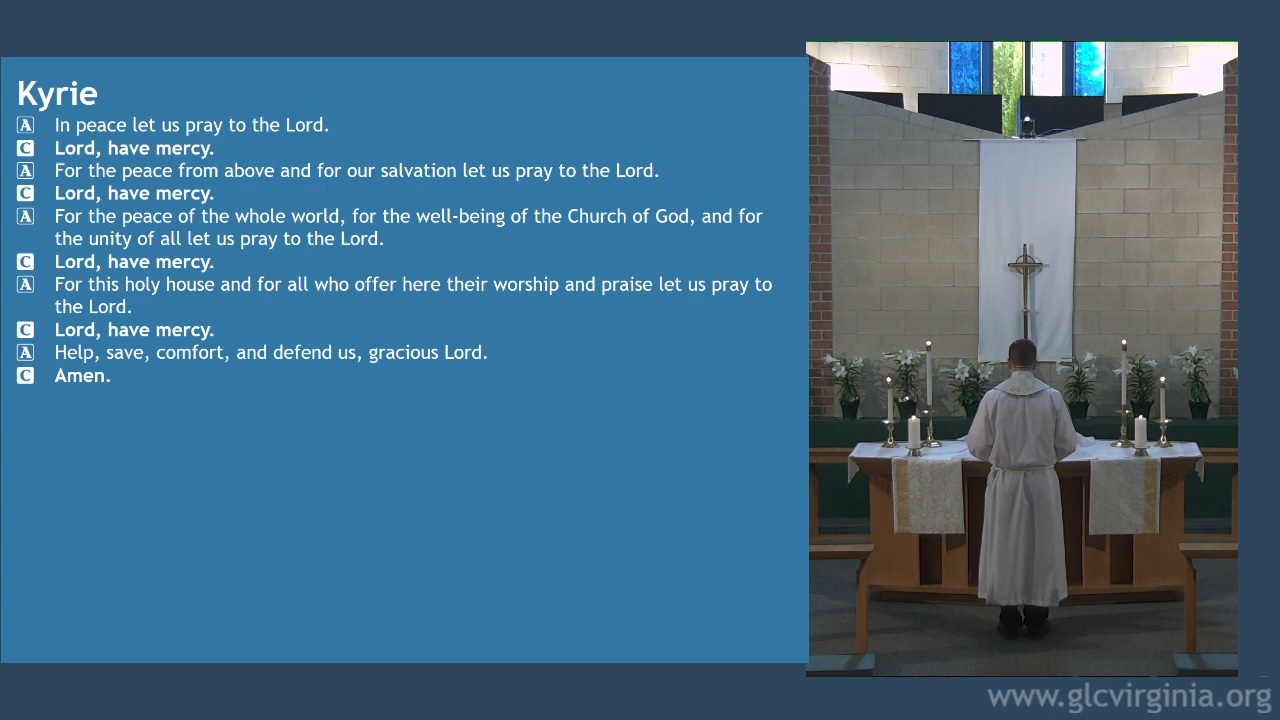 Kyrie
A In peace let us pray to the Lord.
C Lord, have mercy.
A For the peace from above and for our salvation let us pray to the Lord.
C Lord, have mercy.
A For the peace of the whole world, for the well-being of the Church of God, and for
the unity of all let us pray to the Lord.
C Lord, have mercy.
A For this holy house and for all who offer here their worship and praise let us pray to
the Lord.
C Lord, have mercy.
A Help, save, comfort, and defend us, gracious Lord.
C Amen.
www.glcvirginia.org